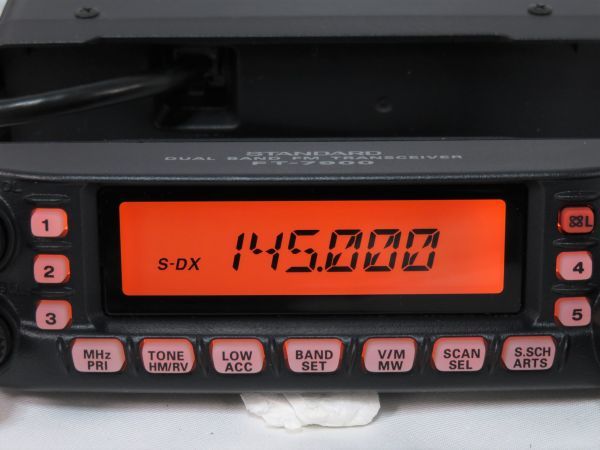 STANDARD
DUAL BAND FM TRANSCEIVER
FT-7900
1
2
3
S-DX 145.000
L
4
5
MHz
PRI
TONE
HM/RV
LOW
ACC
BAND
SET
V/M
MW
SCAN
SEL
S.SCH
ARTS